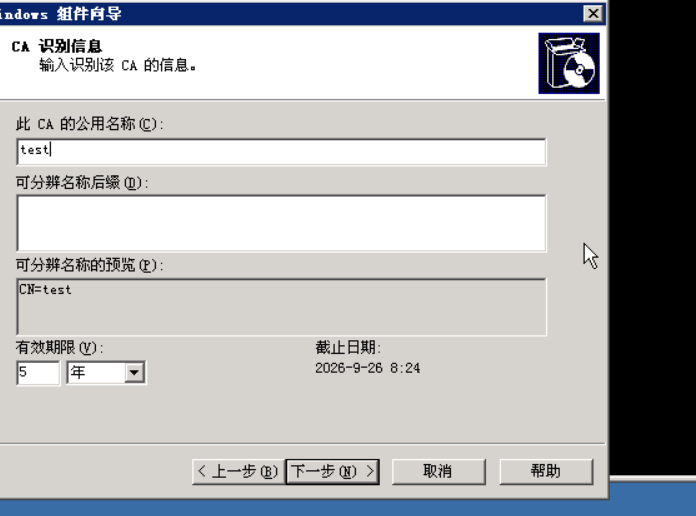 indows 组件向导
CA 识别信息
输入识别该 CA 的信息。
此 CA 的公用名称(C):
test
可分辨名称后缀(D):
可分辨名称的预览(P):
CN=test
有效期限(V): 截止日期:
5 年 2026-9-26 8:24
< 上一步(B) 下一步(N) > 取消 帮助